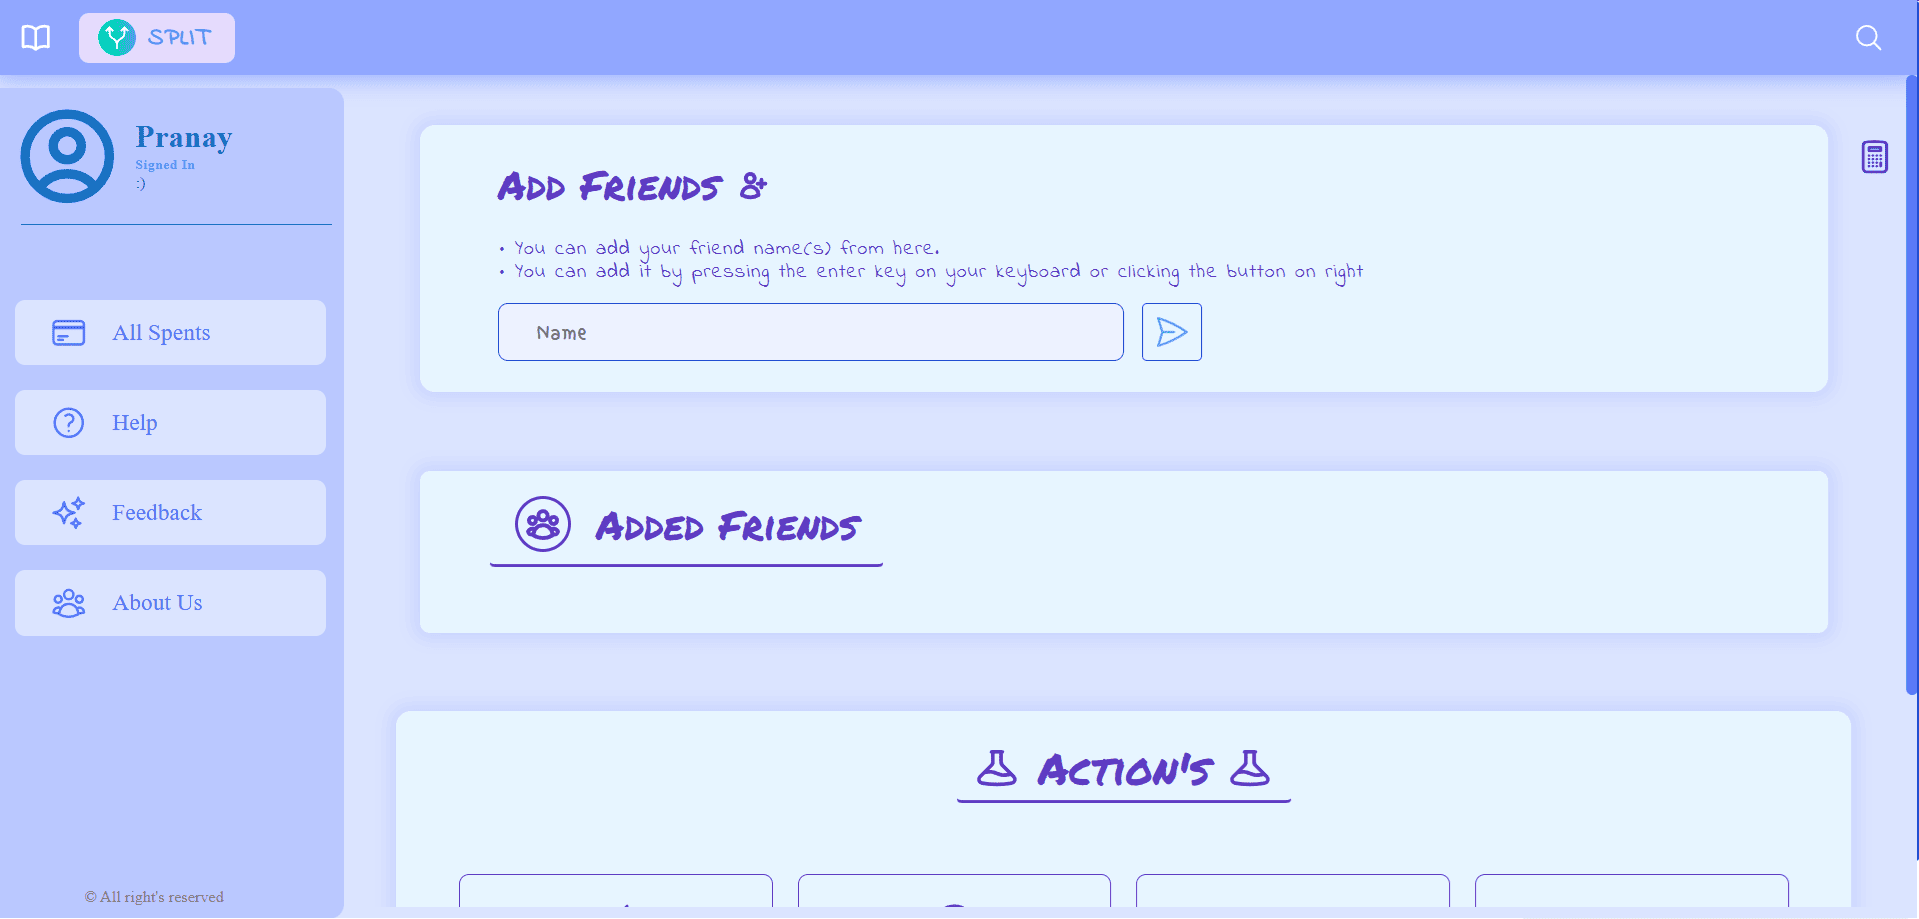 SPLIT
Pranay
Signed In
:)
All Spents
Help
Feedback
About Us
© All right's reserved
Add Friends
• You can add your friend name(s) from here.
• You can add it by pressing the enter key on your keyboard or clicking the button on right
Name
Added Friends
Action's